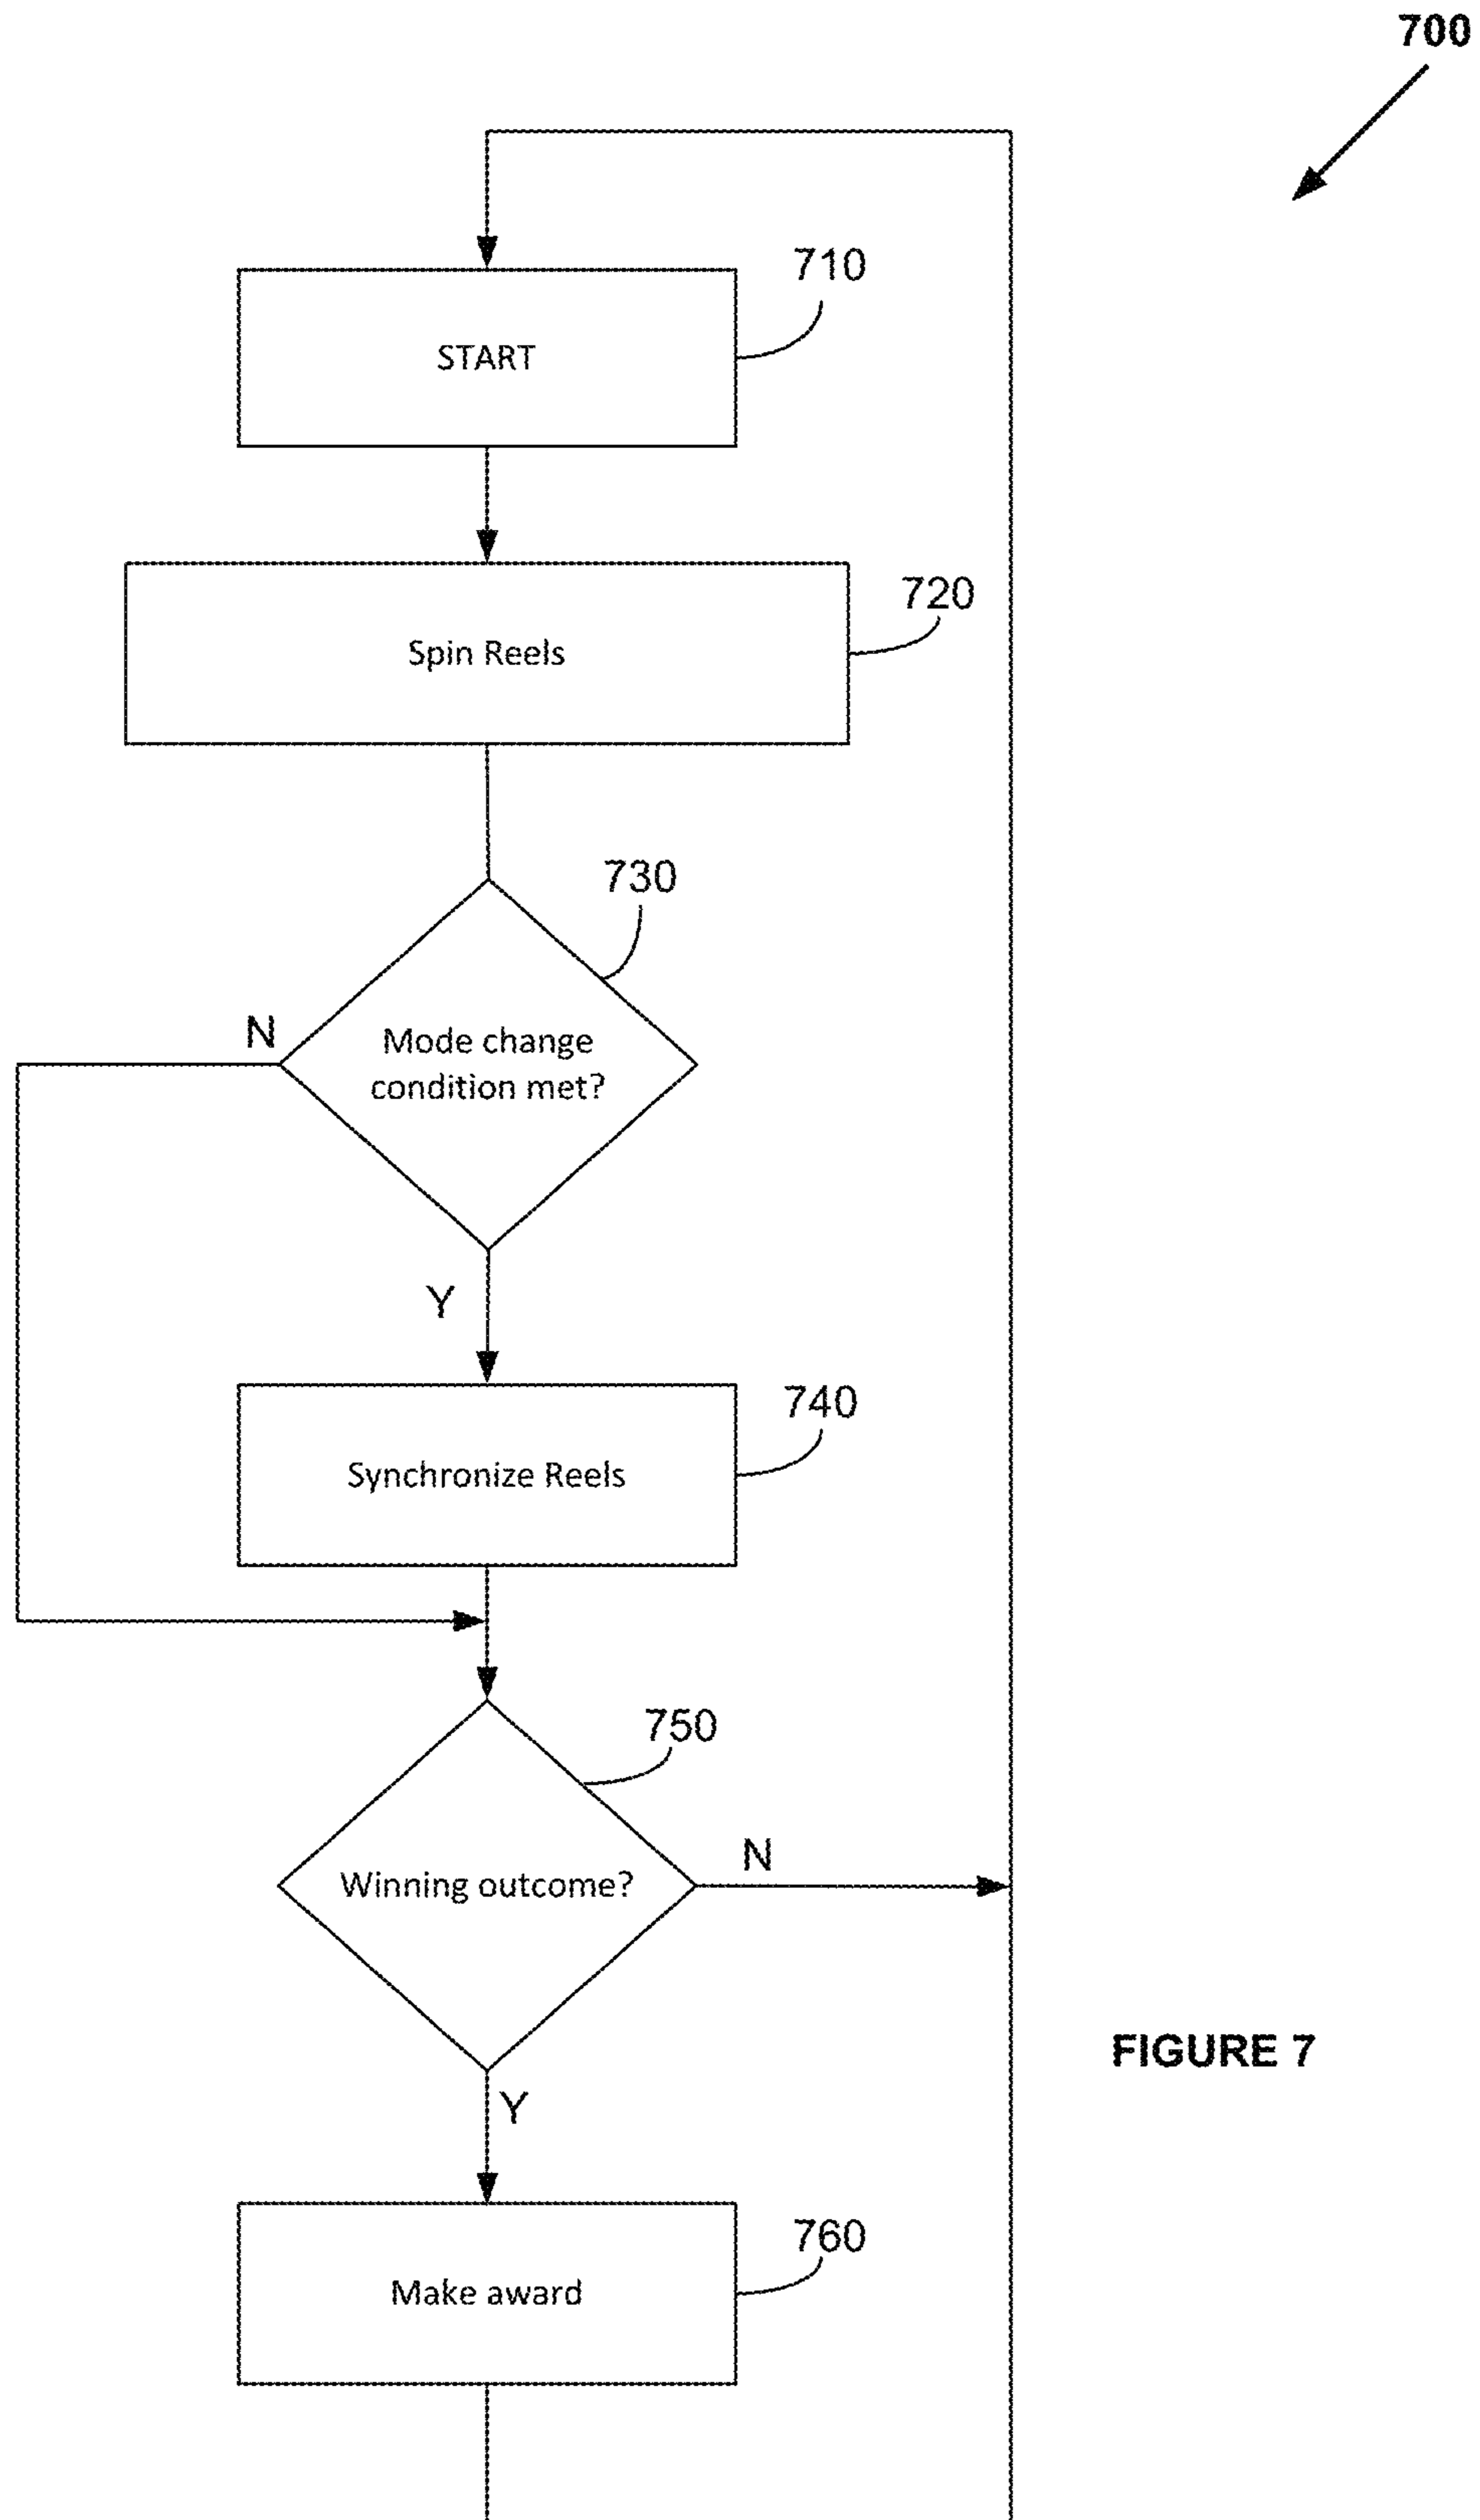 700
710
START
720
Spin Reels
730
N
Mode change
condition met?
Y
740
Synchronize Reels
750
N
Winning outcome?
FIGURE 7
Y
760
Make award